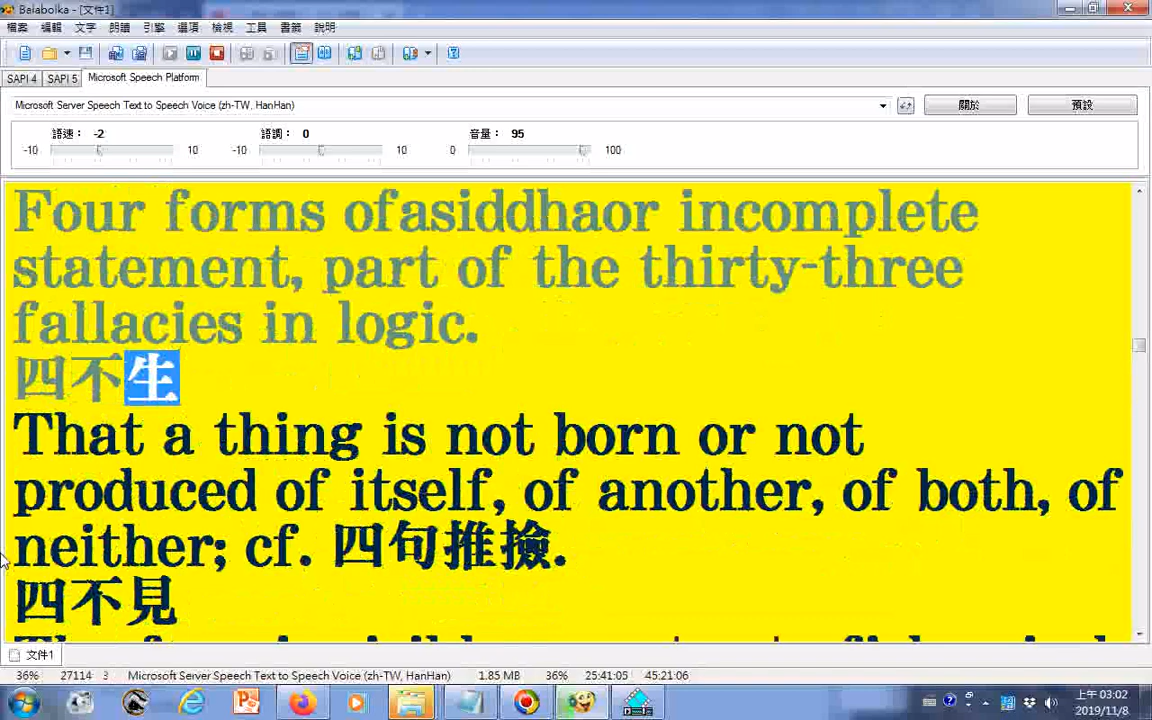 Balabolka - [文件1]
檔案 編輯 文字 朗讀 引擎 選項 檢視 工具 書籤 說明
SAPI 4 SAPI 5 Microsoft Speech Platform
Microsoft Server Speech Text to Speech Voice (zh-TW, HanHan) 關於 預設
語速： -2 語調： 0 音量： 95
-10 10 -10 10 0 100
Four forms ofasiddhaor incomplete
statement, part of the thirty-three
fallacies in logic.
四不生
That a thing is not born or not
produced of itself, of another, of both, of
neither; cf. 四句推撿.
四不見
文件1
36% 27114 3 Microsoft Server Speech Text to Speech Voice (zh-TW, HanHan) 1.85 MB 36% 25:41:05 45:21:06
上午 03:02
2019/11/8